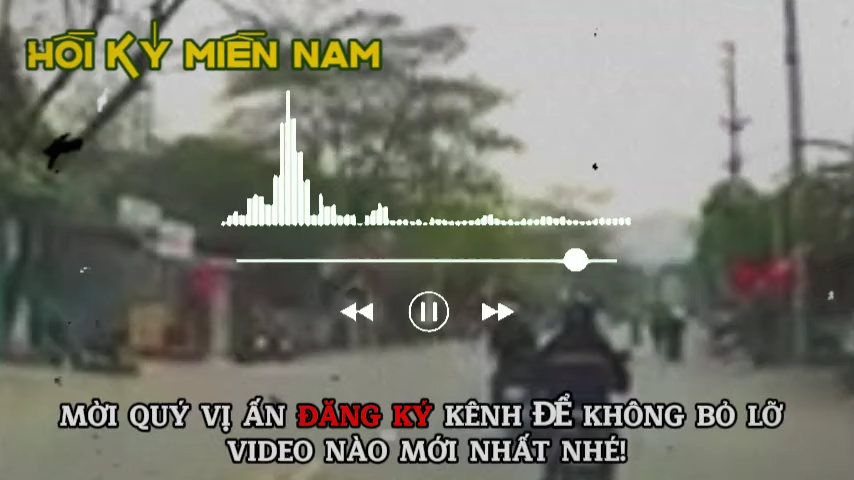 HỒI KÝ MIỀN NAM
MỜI QUÝ VỊ ẤN ĐĂNG KÝ KÊNH ĐỂ KHÔNG BỎ LỠ
VIDEO NÀO MỚI NHẤT NHÉ!